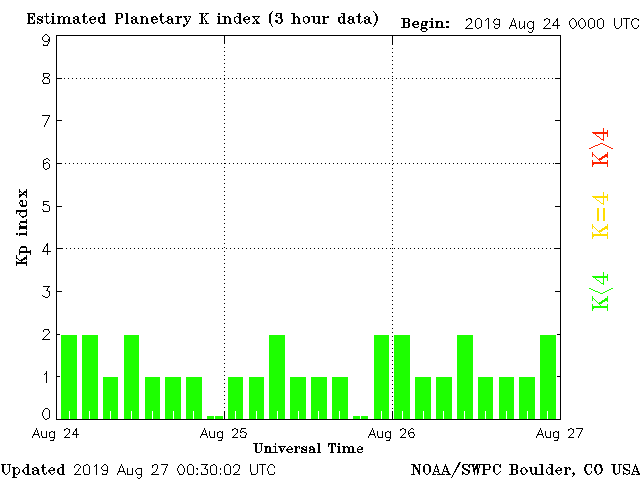 Estimated Planetary K index (3 hour data)
Begin: 2019 Aug 24 0000 UTC
9
8
7
6
5
4
3
2
1
0
Kp index
K>4
K=4
K<4
Aug 24
Aug 25
Aug 26
Aug 27
Universal Time
Updated 2019 Aug 27 00:30:02 UTC
NOAA/SWPC Boulder, CO USA